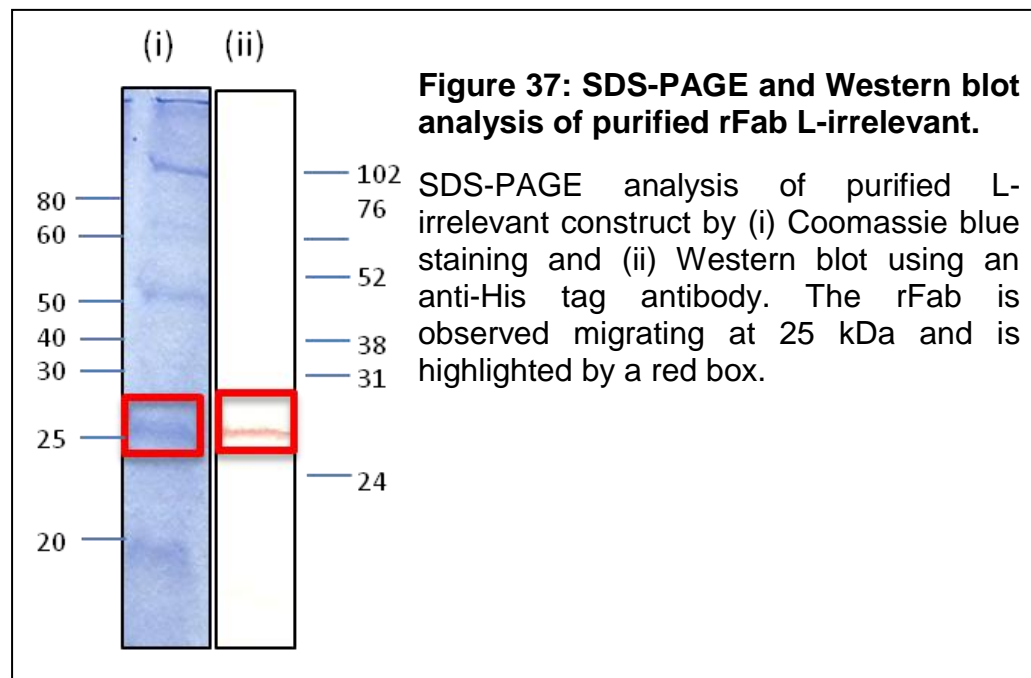 (i) (ii)
80
60
50
40
30
25
20
102
76
52
38
31
24
Figure 37: SDS-PAGE and Western blot
analysis of purified rFab L-irrelevant.
SDS-PAGE analysis of purified L-
irrelevant construct by (i) Coomassie blue
staining and (ii) Western blot using an
anti-His tag antibody. The rFab is
observed migrating at 25 kDa and is
highlighted by a red box.